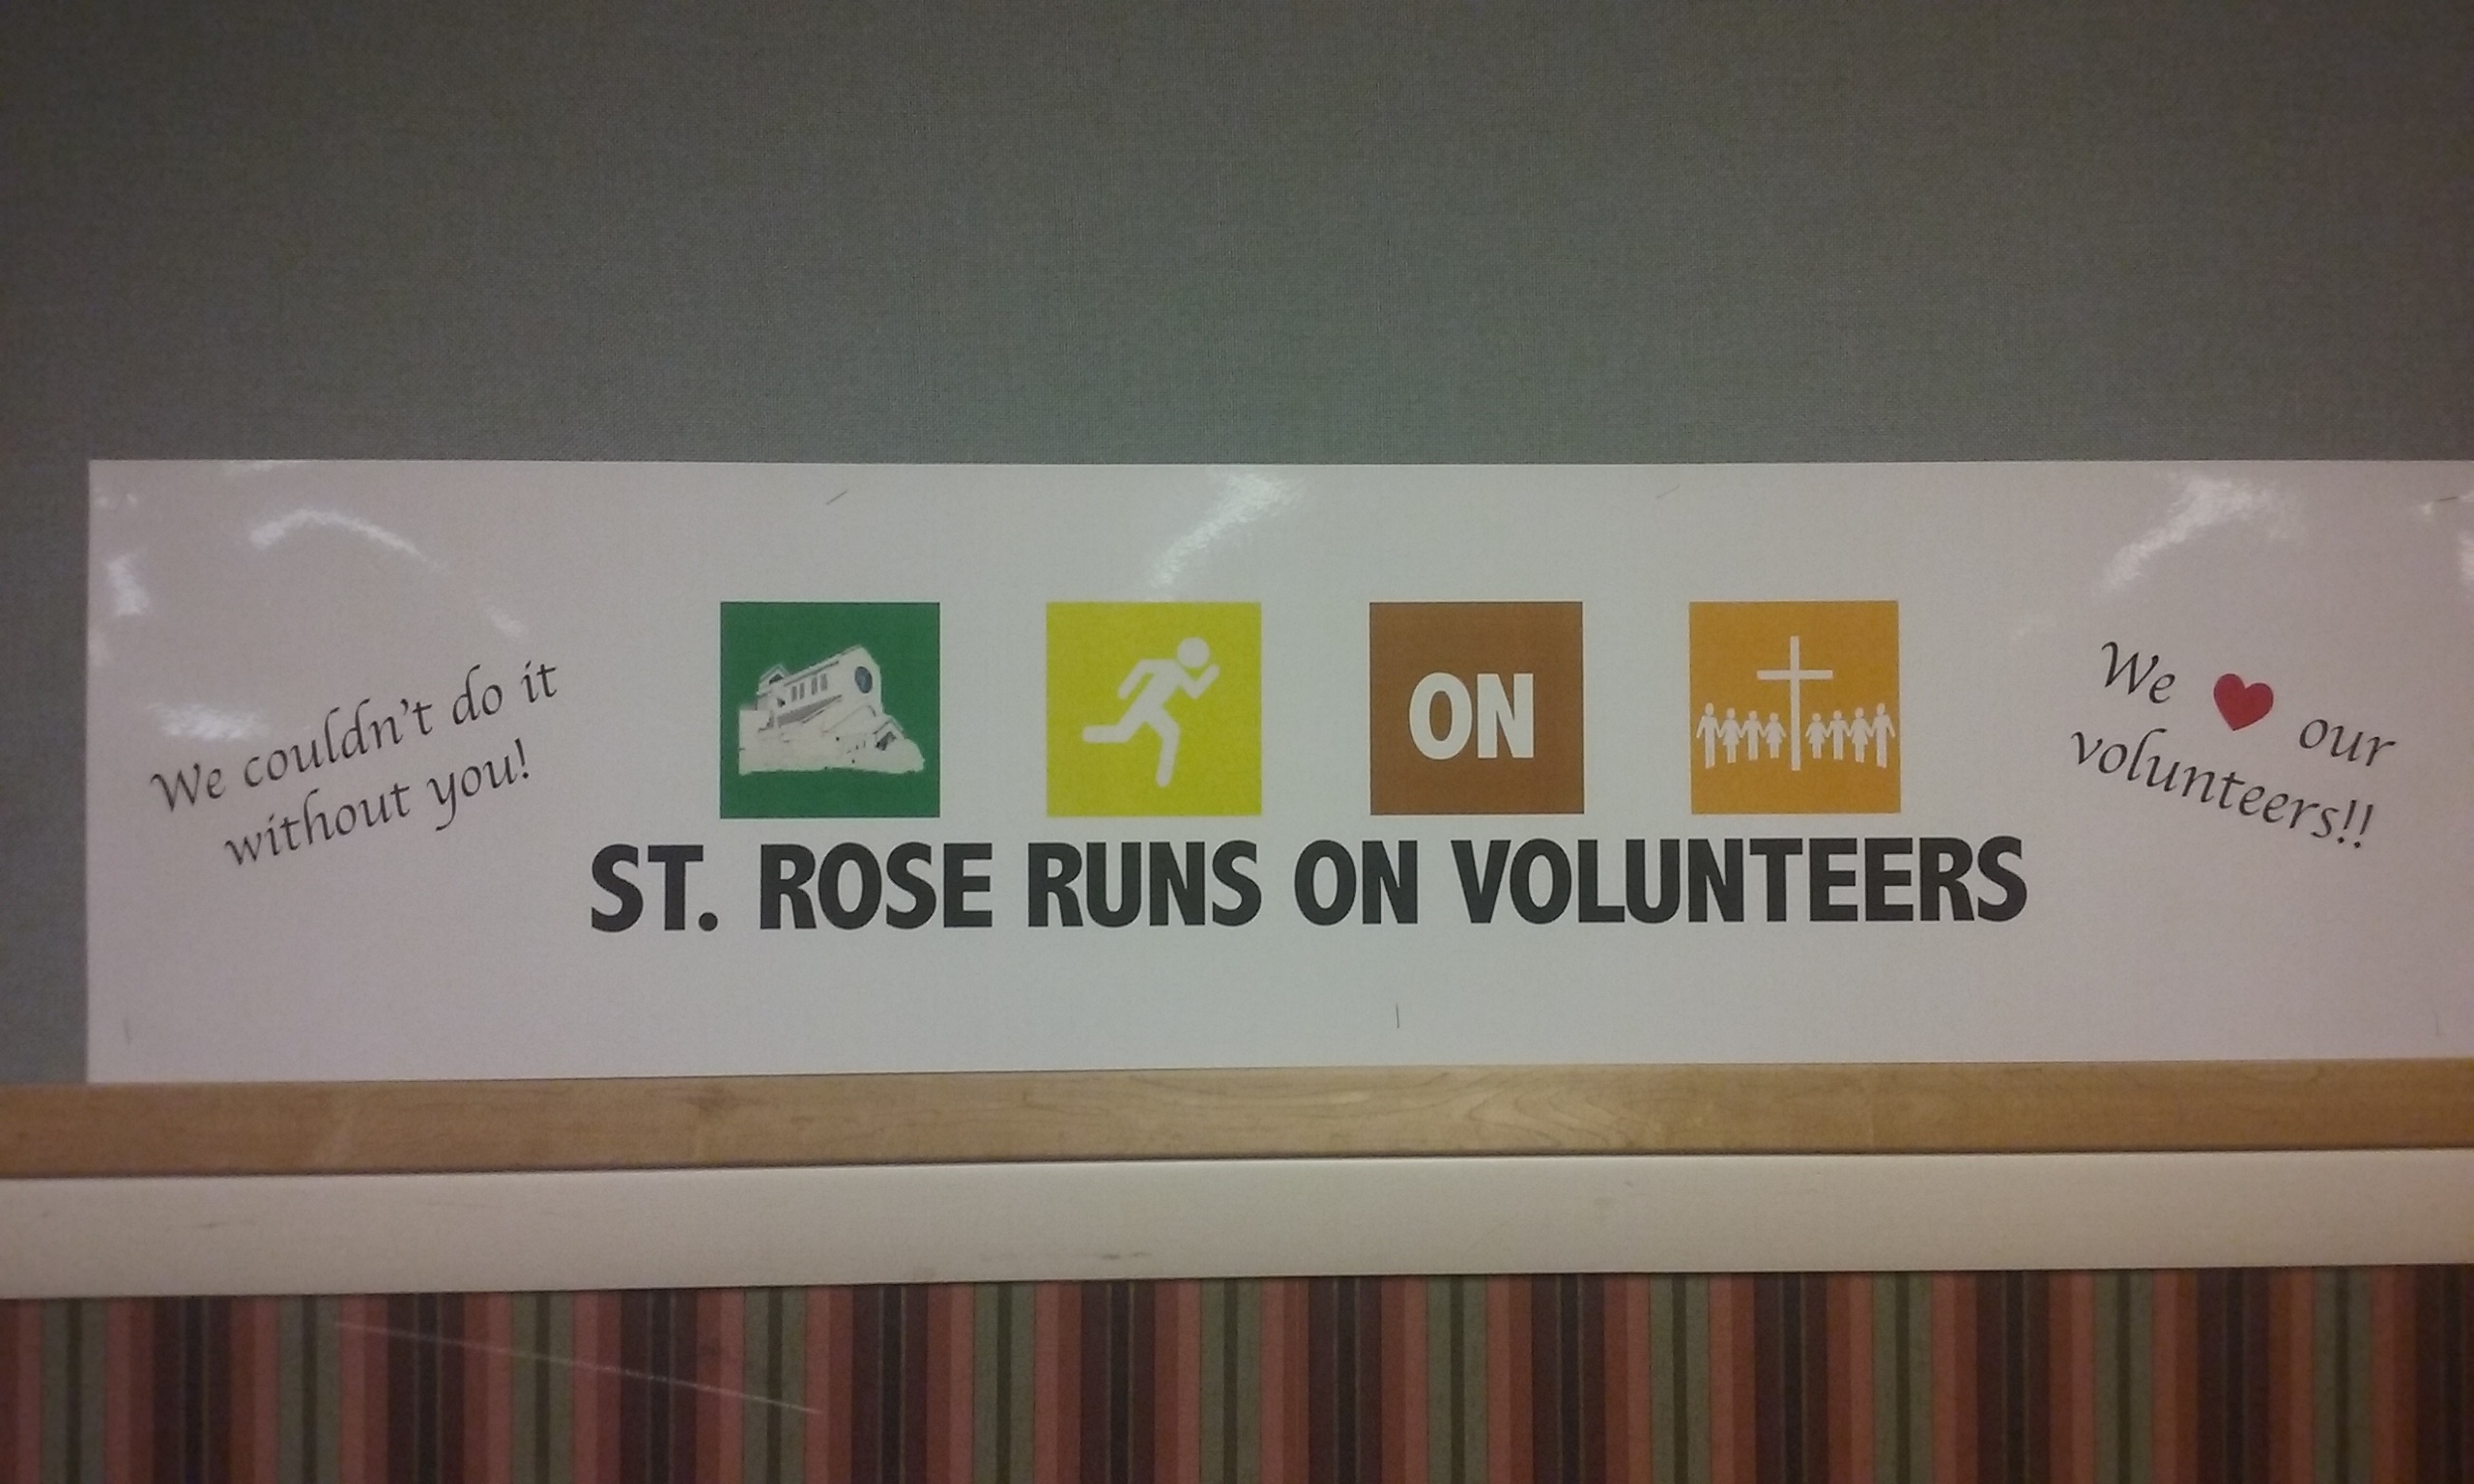 We couldn't do it
without you!
ON
ST. ROSE RUNS ON VOLUNTEERS
We ❤ our
volunteers!!